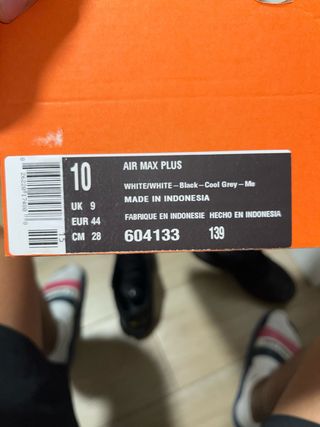 10
AIR MAX PLUS
WHITE/WHITE–Black–Cool Grey–Me
UK 9
MADE IN INDONESIA
EUR 44
FABRIQUE EN INDONESIE HECHO EN INDONESIA
CM 28
604133 139
15